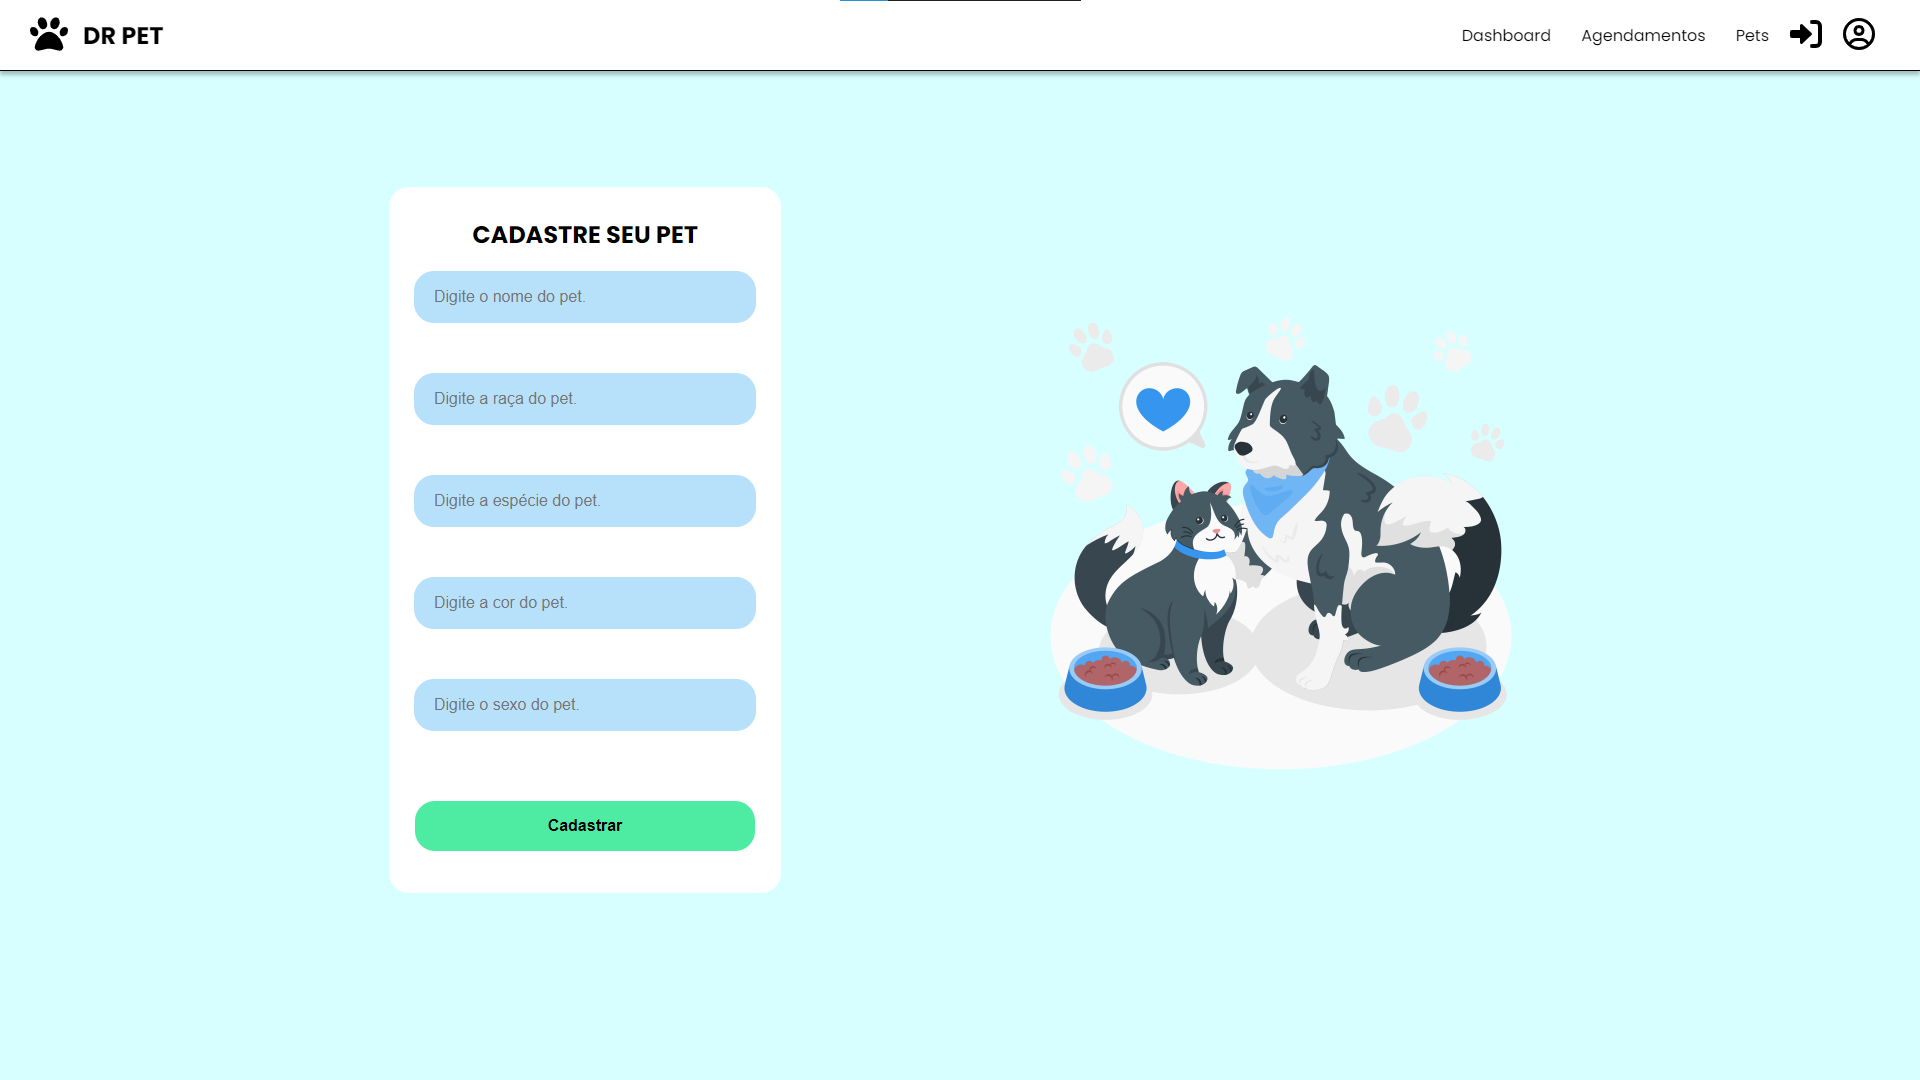 DR PET
Dashboard
Agendamentos
Pets
CADASTRE SEU PET
Digite o nome do pet.
Digite a raça do pet.
Digite a espécie do pet.
Digite a cor do pet.
Digite o sexo do pet.
Cadastrar